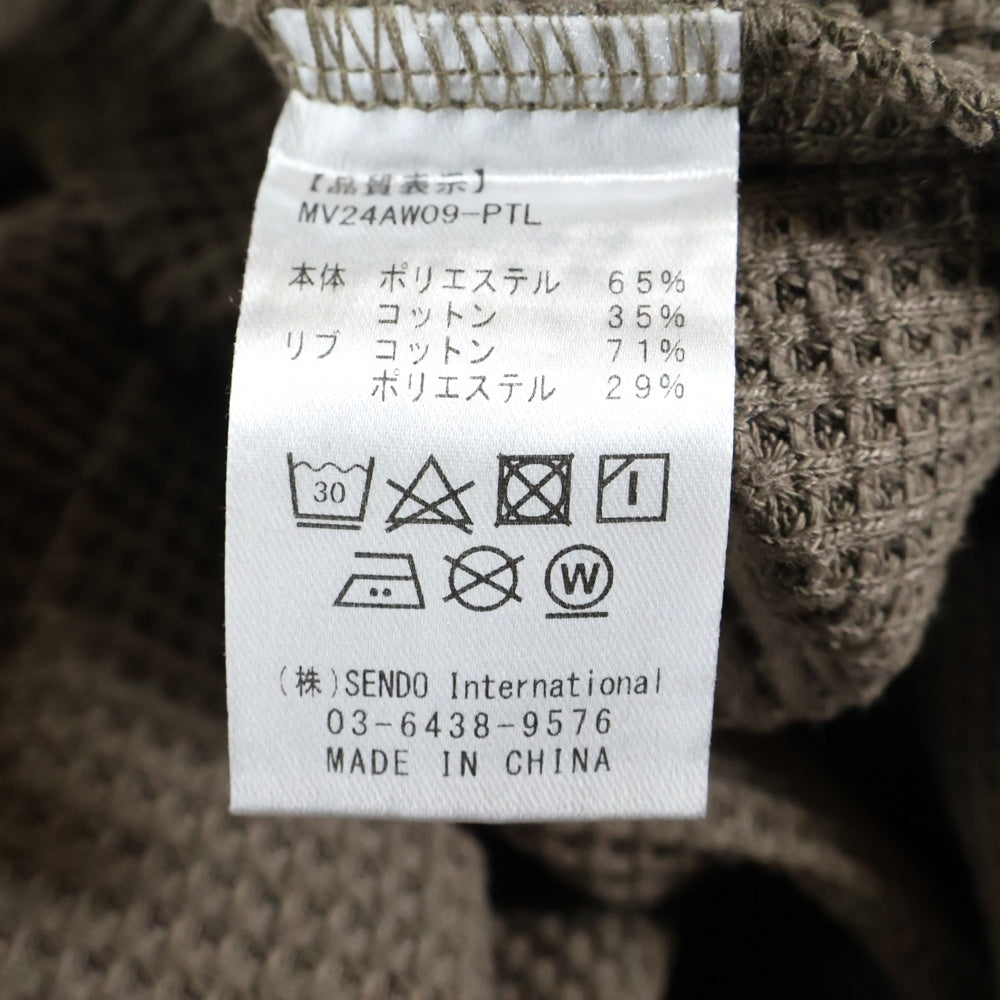 【品質表示】
MV24AW09-PTL
本体 ポリエステル 65%
コットン 35%
リブ コットン 71%
ポリエステル 29%
30
W
(株)SENDO International
03-6438-9576
MADE IN CHINA